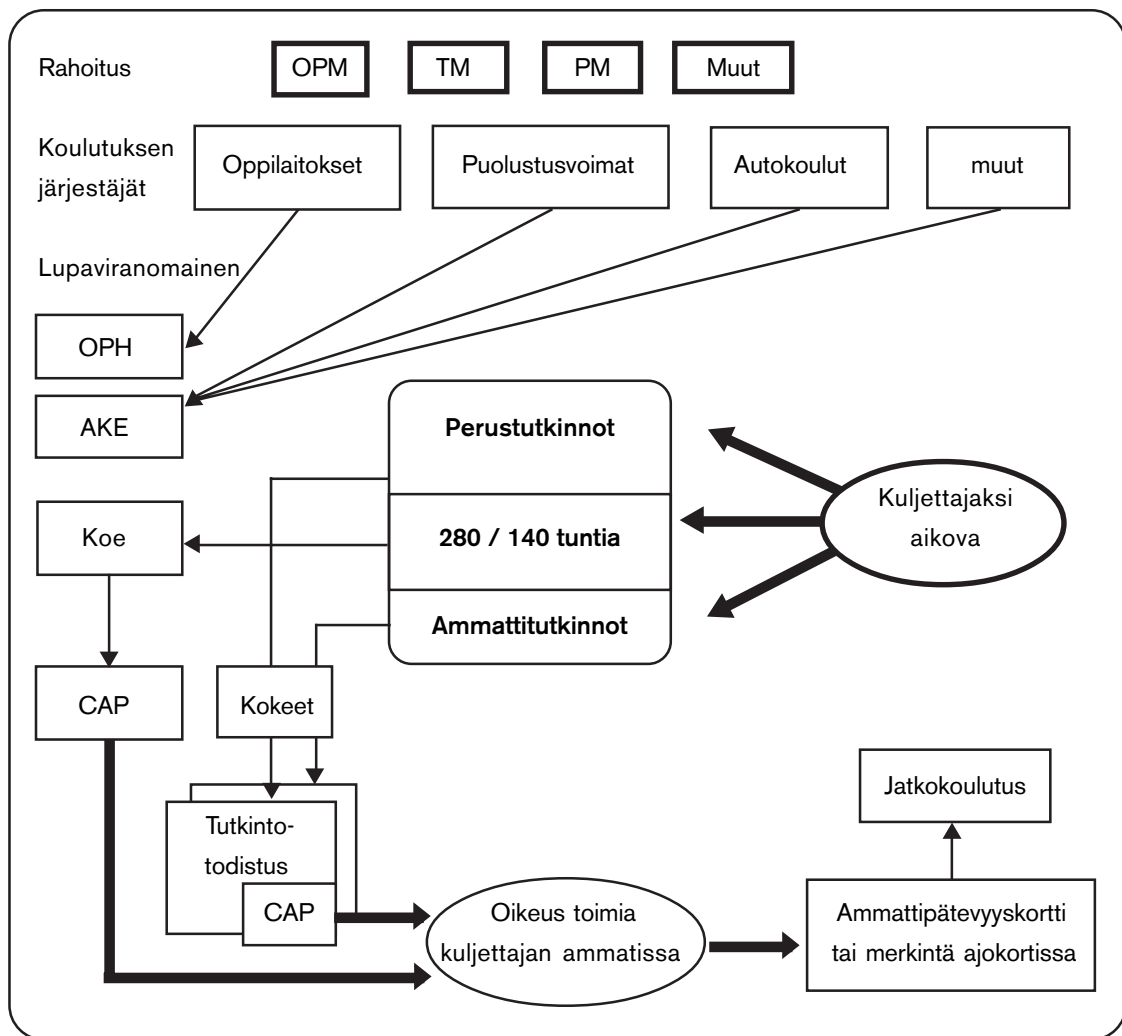 Rahoitus
OPM
TM
PM
Muut
Koulutuksen
järjestäjät
Oppilaitokset
Puolustusvoimat
Autokoulut
muut
Lupaviranomainen
OPH
AKE
Perustutkinnot
280 / 140 tuntia
Ammattitutkinnot
Kuljettajaksi
aikova
Koe
CAP
Kokeet
Tutkinto-
todistus
CAP
Oikeus toimia
kuljettajan ammatissa
Jatkokoulutus
Ammattipätevyyskortti
tai merkintä ajokortissa